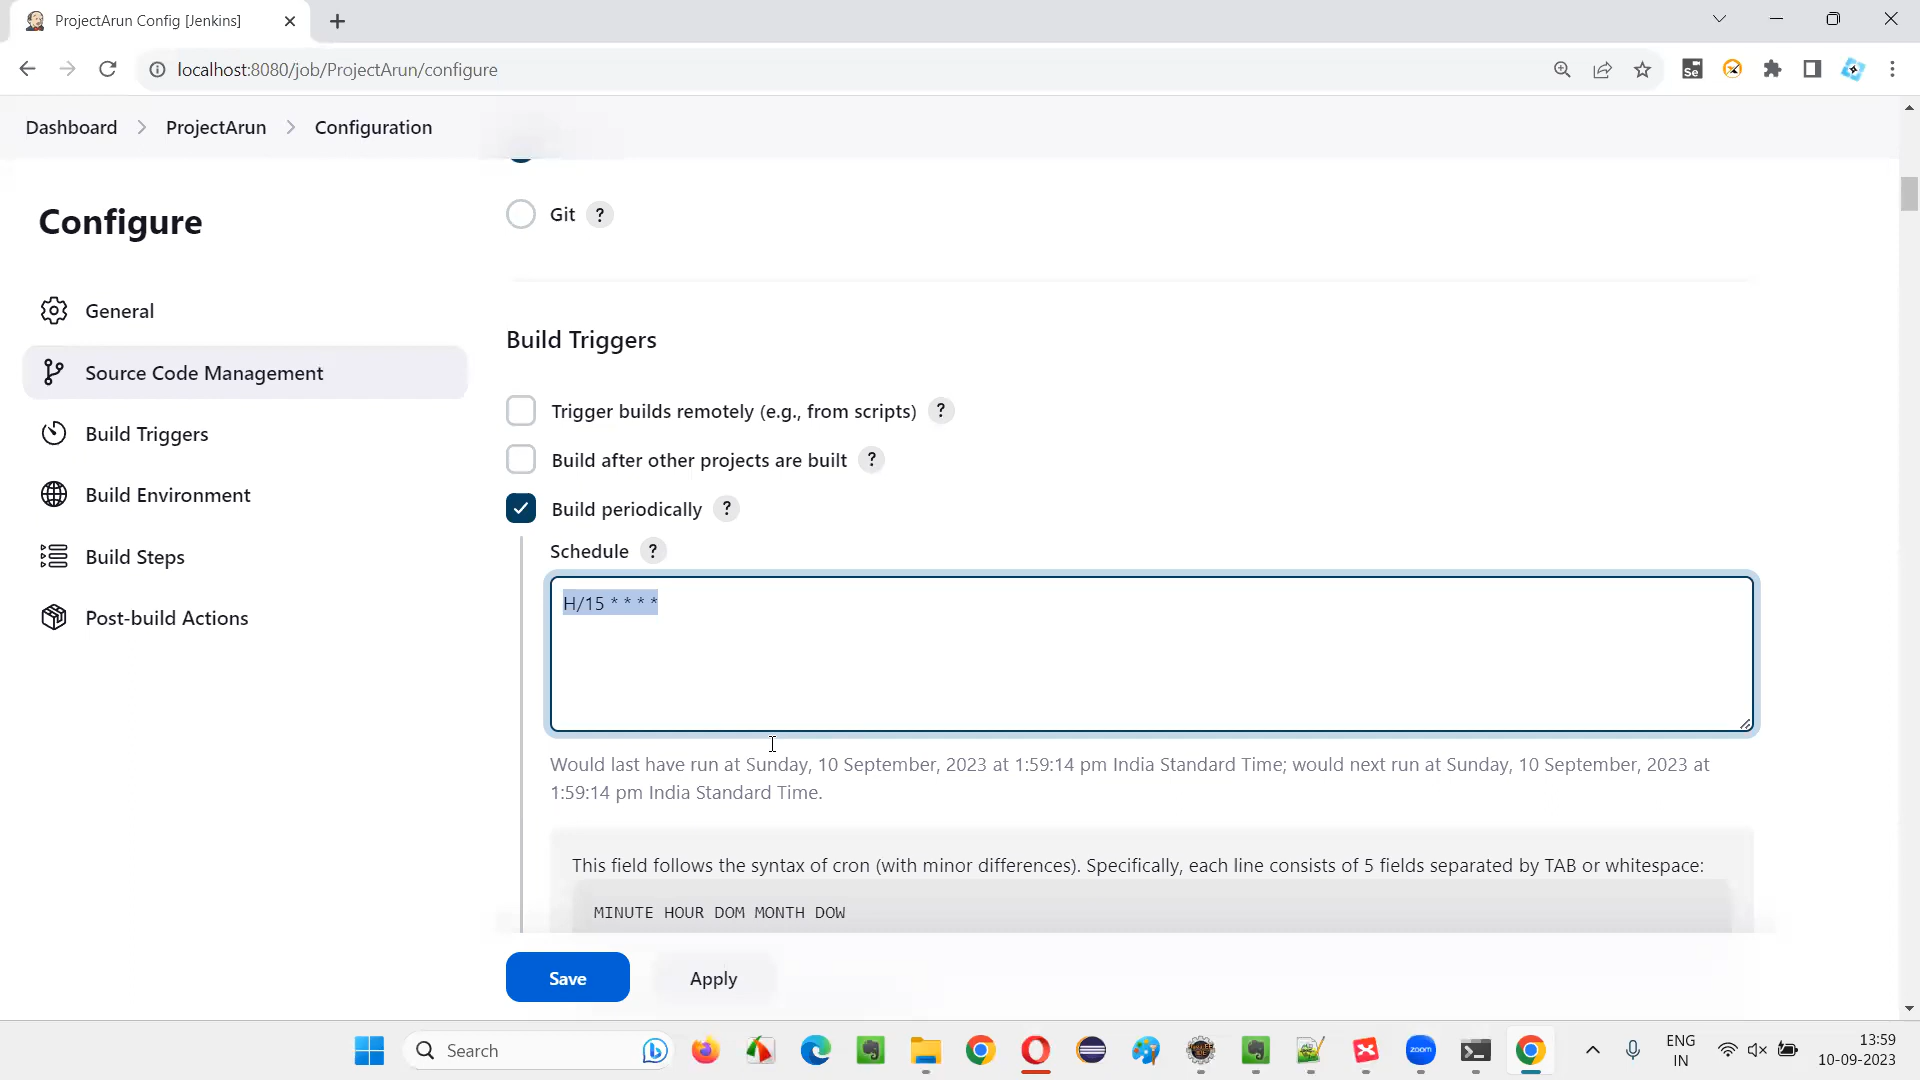 ProjectArun Config [Jenkins]
localhost:8080/job/ProjectArun/configure
Dashboard > ProjectArun > Configuration
Configure
General
Source Code Management
Build Triggers
Build Environment
Build Steps
Post-build Actions
Git ?
Build Triggers
Trigger builds remotely (e.g., from scripts) ?
Build after other projects are built ?
Build periodically ?
Schedule ?
H/15 * * * *
Would last have run at Sunday, 10 September, 2023 at 1:59:14 pm India Standard Time; would next run at Sunday, 10 September, 2023 at
1:59:14 pm India Standard Time.
This field follows the syntax of cron (with minor differences). Specifically, each line consists of 5 fields separated by TAB or whitespace:
MINUTE HOUR DOM MONTH DOW
Save
Apply
Search
zoom
ENG
IN
13:59
10-09-2023